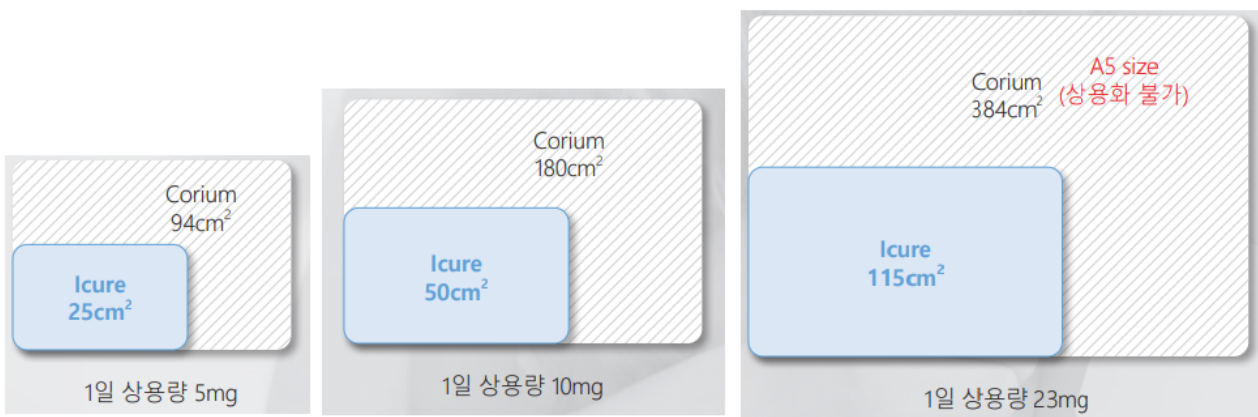 Corium
94cm²
Icure
25cm²
1일 상용량 5mg
Corium
180cm²
Icure
50cm²
1일 상용량 10mg
Corium
384cm²
A5 size
(상용화 불가)
Icure
115cm²
1일 상용량 23mg